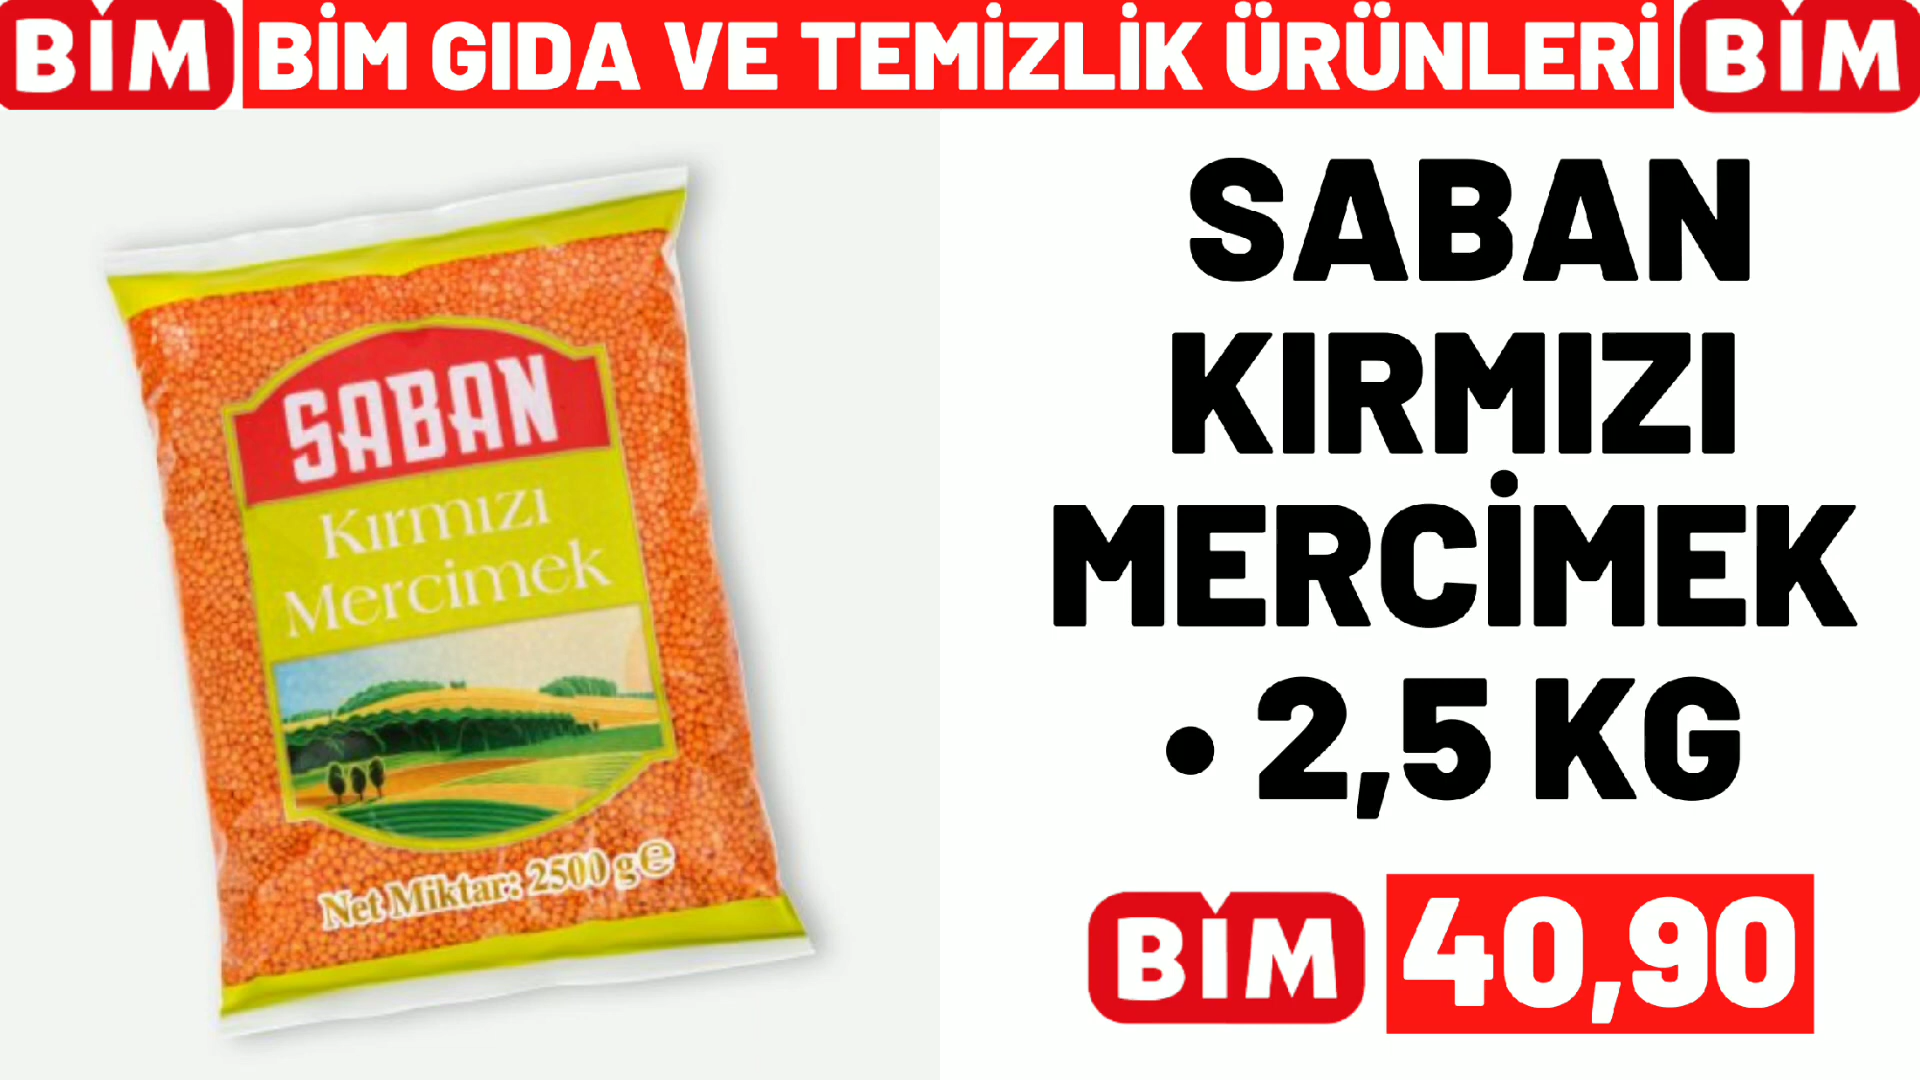 BİM
BİM GIDA VE TEMİZLİK ÜRÜNLERİ
BİM
SABAN
Kırmızı
Mercimek
Net Miktar: 2500 g ℮
SABAN
KIRMIZI
MERCİMEK
• 2,5 KG
BİM
40,90